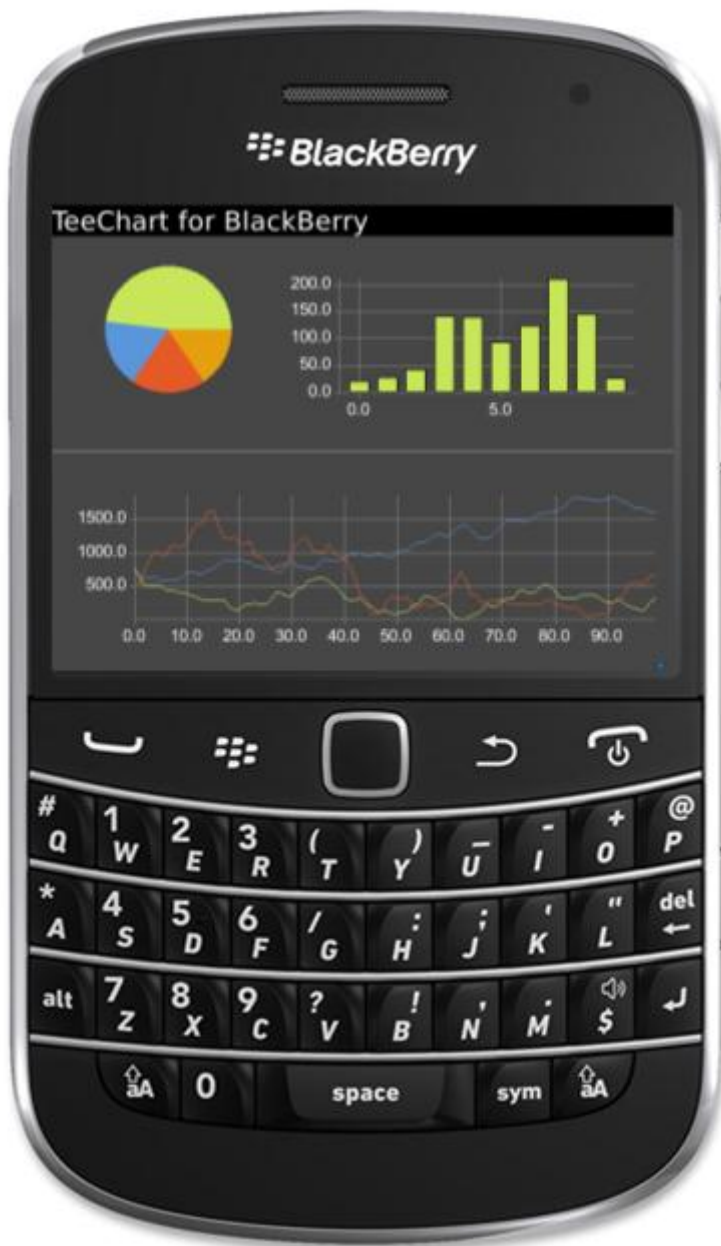 BlackBerry
TeeChart for BlackBerry
200.0
150.0
100.0
50.0
0.0
0.0 5.0
1500.0
1000.0
500.0
0.0 10.0 20.0 30.0 40.0 50.0 60.0 70.0 80.0 90.0
# 1 2 3 ( ) _ - + @
Q W E R T Y U I O P
* 4 5 6 / : ; ' " del
A S D F G H J K L
alt 7 8 9 ? ! , . $
Z X C V B N M
aA 0 space sym aA